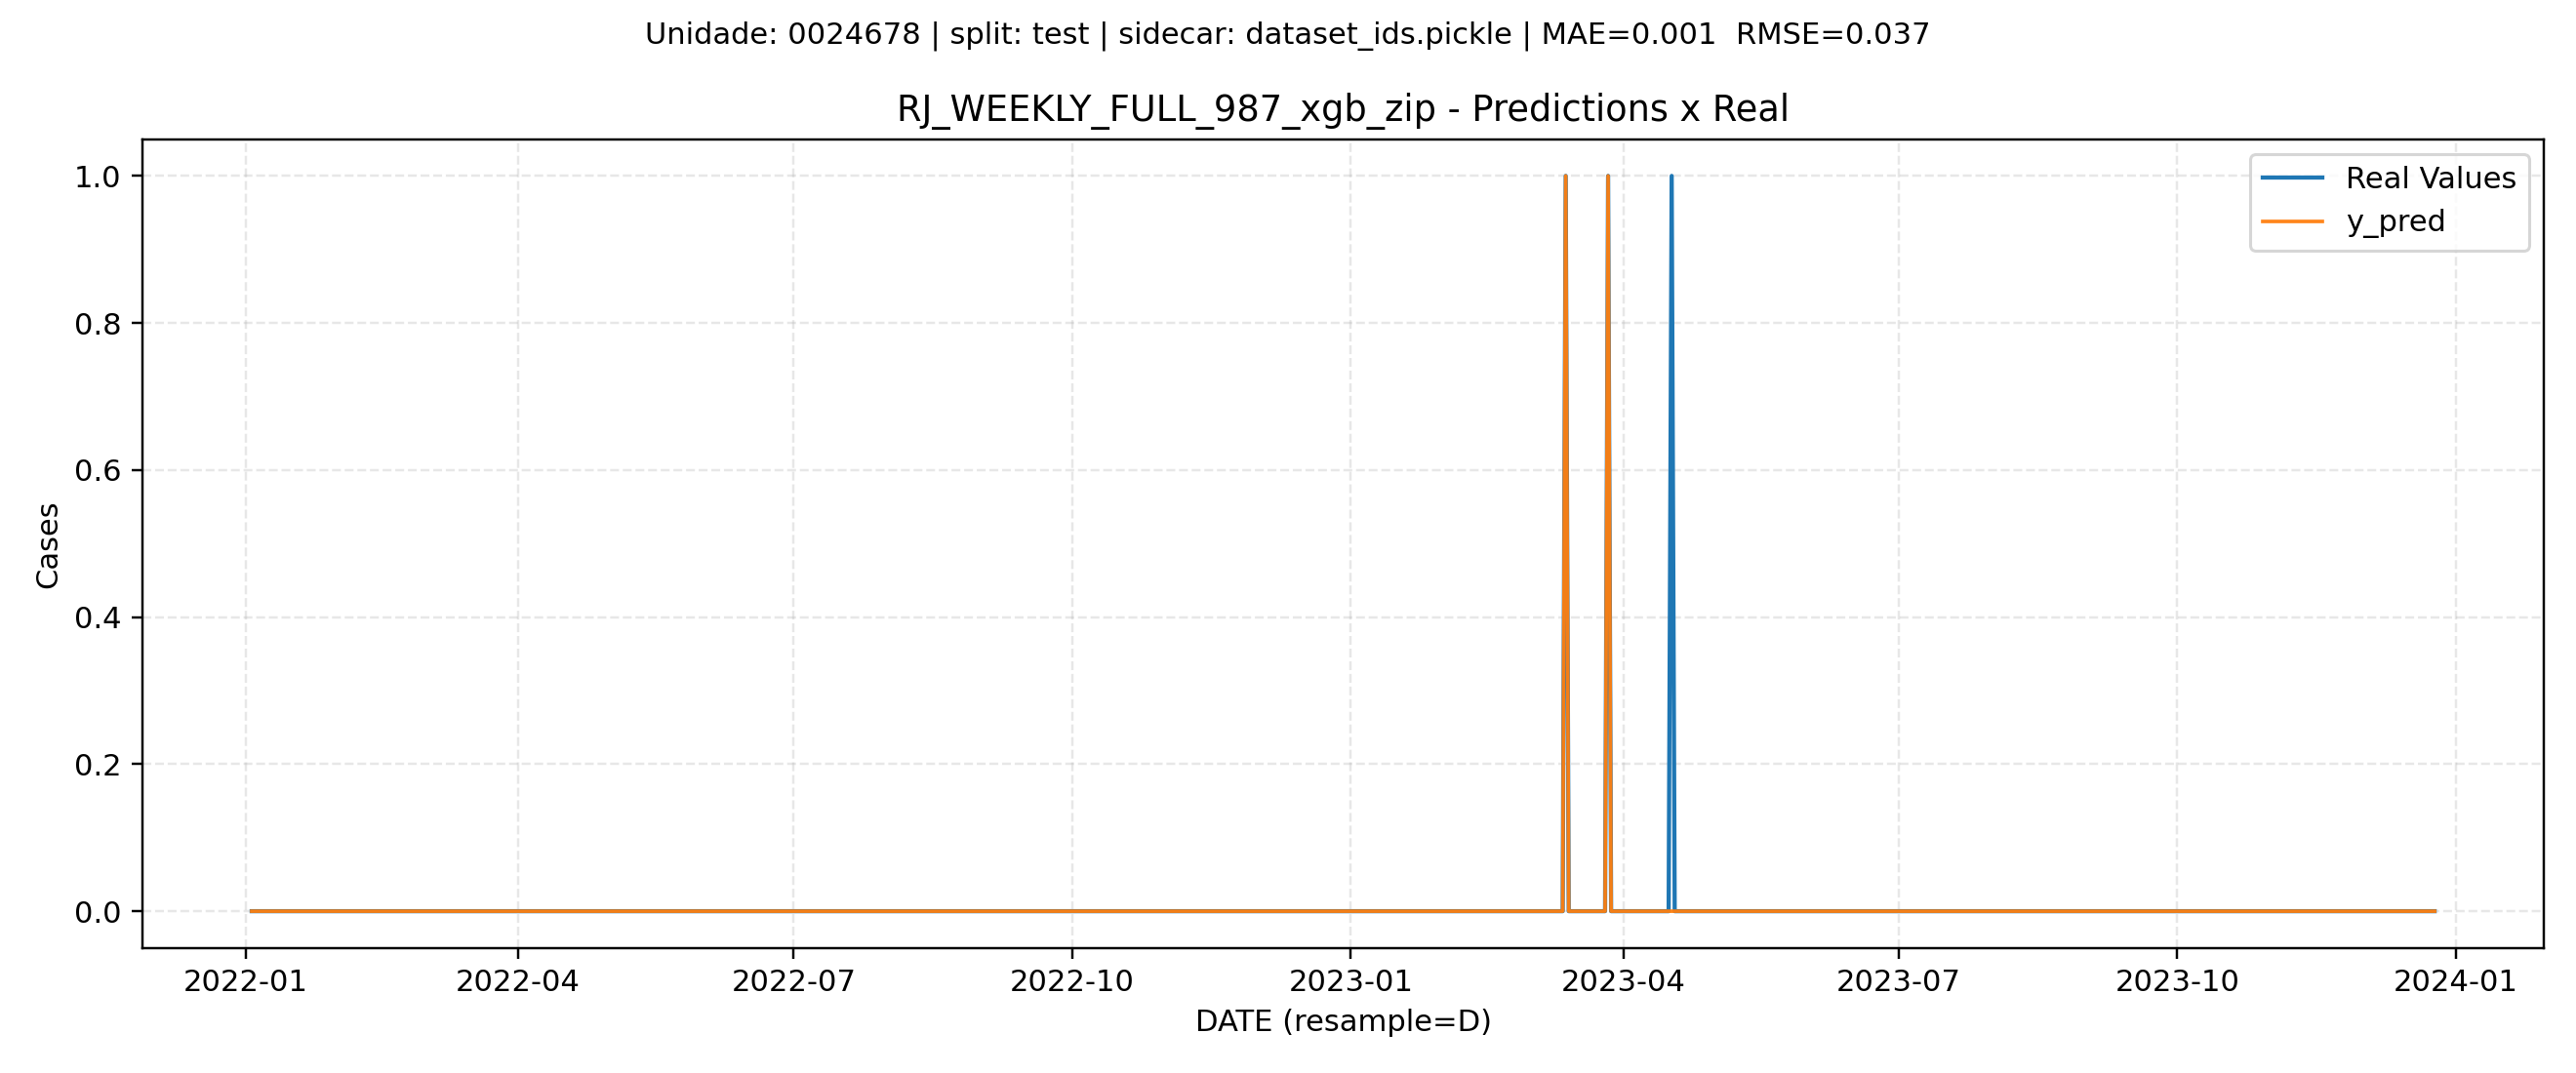 Unidade: 0024678 | split: test | sidecar: dataset_ids.pickle | MAE=0.001  RMSE=0.037
RJ_WEEKLY_FULL_987_xgb_zip - Predictions x Real
Real Values
y_pred
1.0
0.8
0.6
0.4
0.2
0.0
Cases
2022-01 2022-04 2022-07 2022-10 2023-01 2023-04 2023-07 2023-10 2024-01
DATE (resample=D)